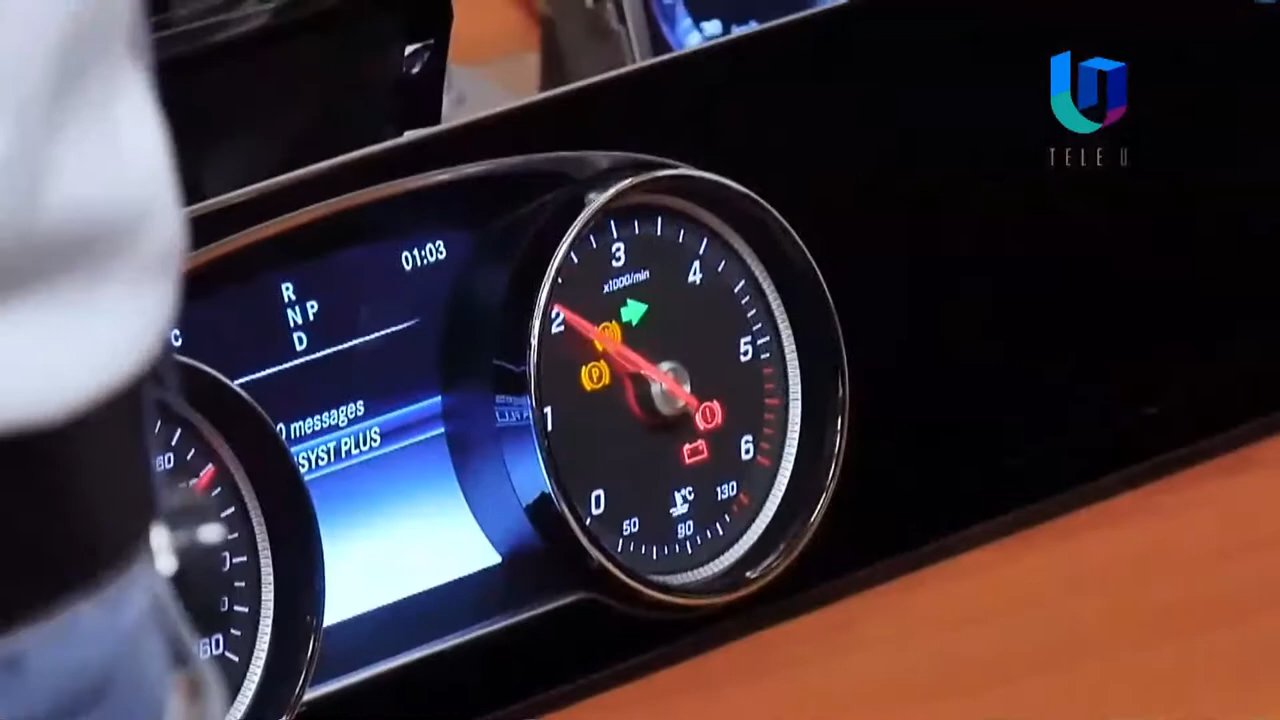 TELE U
01:03
R
N P
D
C
0 messages
SYST PLUS
3
4
x1000/min
2
5
P
1
6
0
°C
130
50
90
60
60